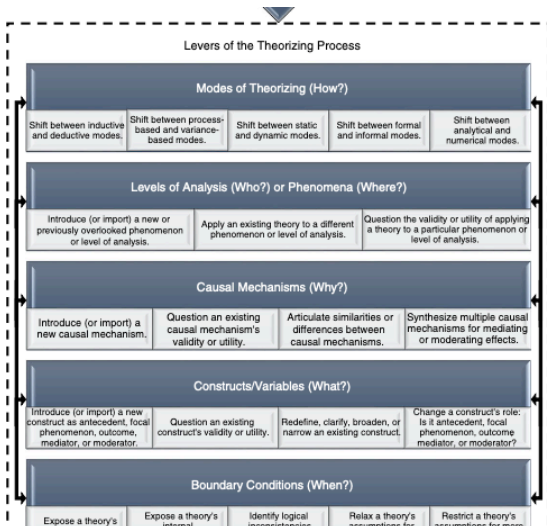 Levers of the Theorizing Process
Modes of Theorizing (How?)
Shift between inductive
and deductive modes.
Shift between process-
based and variance-
based modes.
Shift between static
and dynamic modes.
Shift between formal
and informal modes.
Shift between
analytical and
numerical modes.
Levels of Analysis (Who?) or Phenomena (Where?)
Introduce (or import) a new or
previously overlooked phenomenon
or level of analysis.
Apply an existing theory to a different
phenomenon or level of analysis.
Question the validity or utility of applying
a theory to a particular phenomenon or
level of analysis.
Causal Mechanisms (Why?)
Introduce (or import) a
new causal mechanism.
Question an existing
causal mechanism's
validity or utility.
Articulate similarities or
differences between
causal mechanisms.
Synthesize multiple causal
mechanisms for mediating
or moderating effects.
Constructs/Variables (What?)
Introduce (or import) a new
construct as antecedent, focal
phenomenon, outcome,
mediator, or moderator.
Question an existing
construct's validity or utility.
Redefine, clarify, broaden, or
narrow an existing construct.
Change a construct's role:
Is it antecedent, focal
phenomenon, outcome
mediator, or moderator?
Boundary Conditions (When?)
Expose a theory's
Expose a theory's
internal
Identify logical
inconsistencies
Relax a theory's
assumptions for
Restrict a theory's
assumptions for more